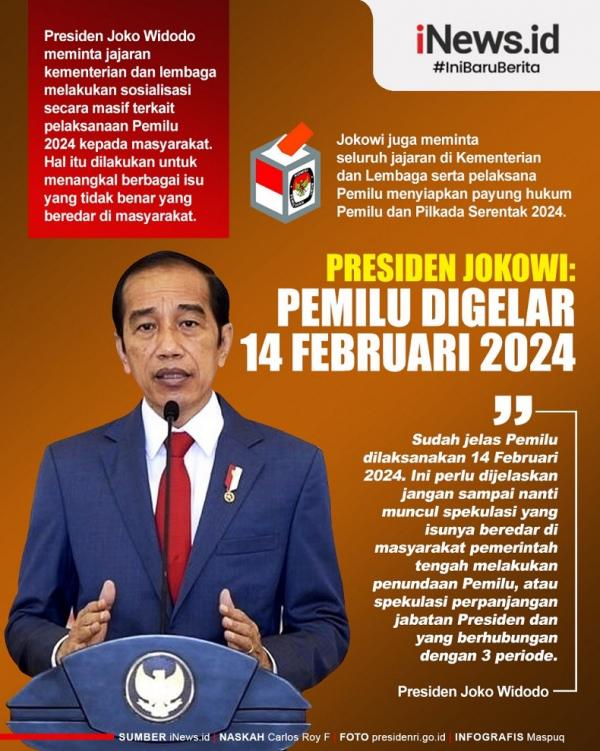 Presiden Joko Widodo
meminta jajaran
kementerian dan lembaga
melakukan sosialisasi
secara masif terkait
pelaksanaan Pemilu
2024 kepada masyarakat.
Hal itu dilakukan untuk
menangkal berbagai isu
yang tidak benar yang
beredar di masyarakat.
iNews.id
#IniBaruBerita
Jokowi juga meminta
seluruh jajaran di Kementerian
dan Lembaga serta pelaksana
Pemilu menyiapkan payung hukum
Pemilu dan Pilkada Serentak 2024.
PRESIDEN JOKOWI:
PEMILU DIGELAR
14 FEBRUARI 2024
"
Sudah jelas Pemilu
dilaksanakan 14 Februari
2024. Ini perlu dijelaskan
jangan sampai nanti
muncul spekulasi yang
isunya beredar di
masyarakat pemerintah
tengah melakukan
penundaan Pemilu, atau
spekulasi perpanjangan
jabatan Presiden dan
yang berhubungan
dengan 3 periode.
Presiden Joko Widodo
SUMBER iNews.id | NASKAH Carlos Roy F | FOTO presidenri.go.id | INFOGRAFIS Maspuq